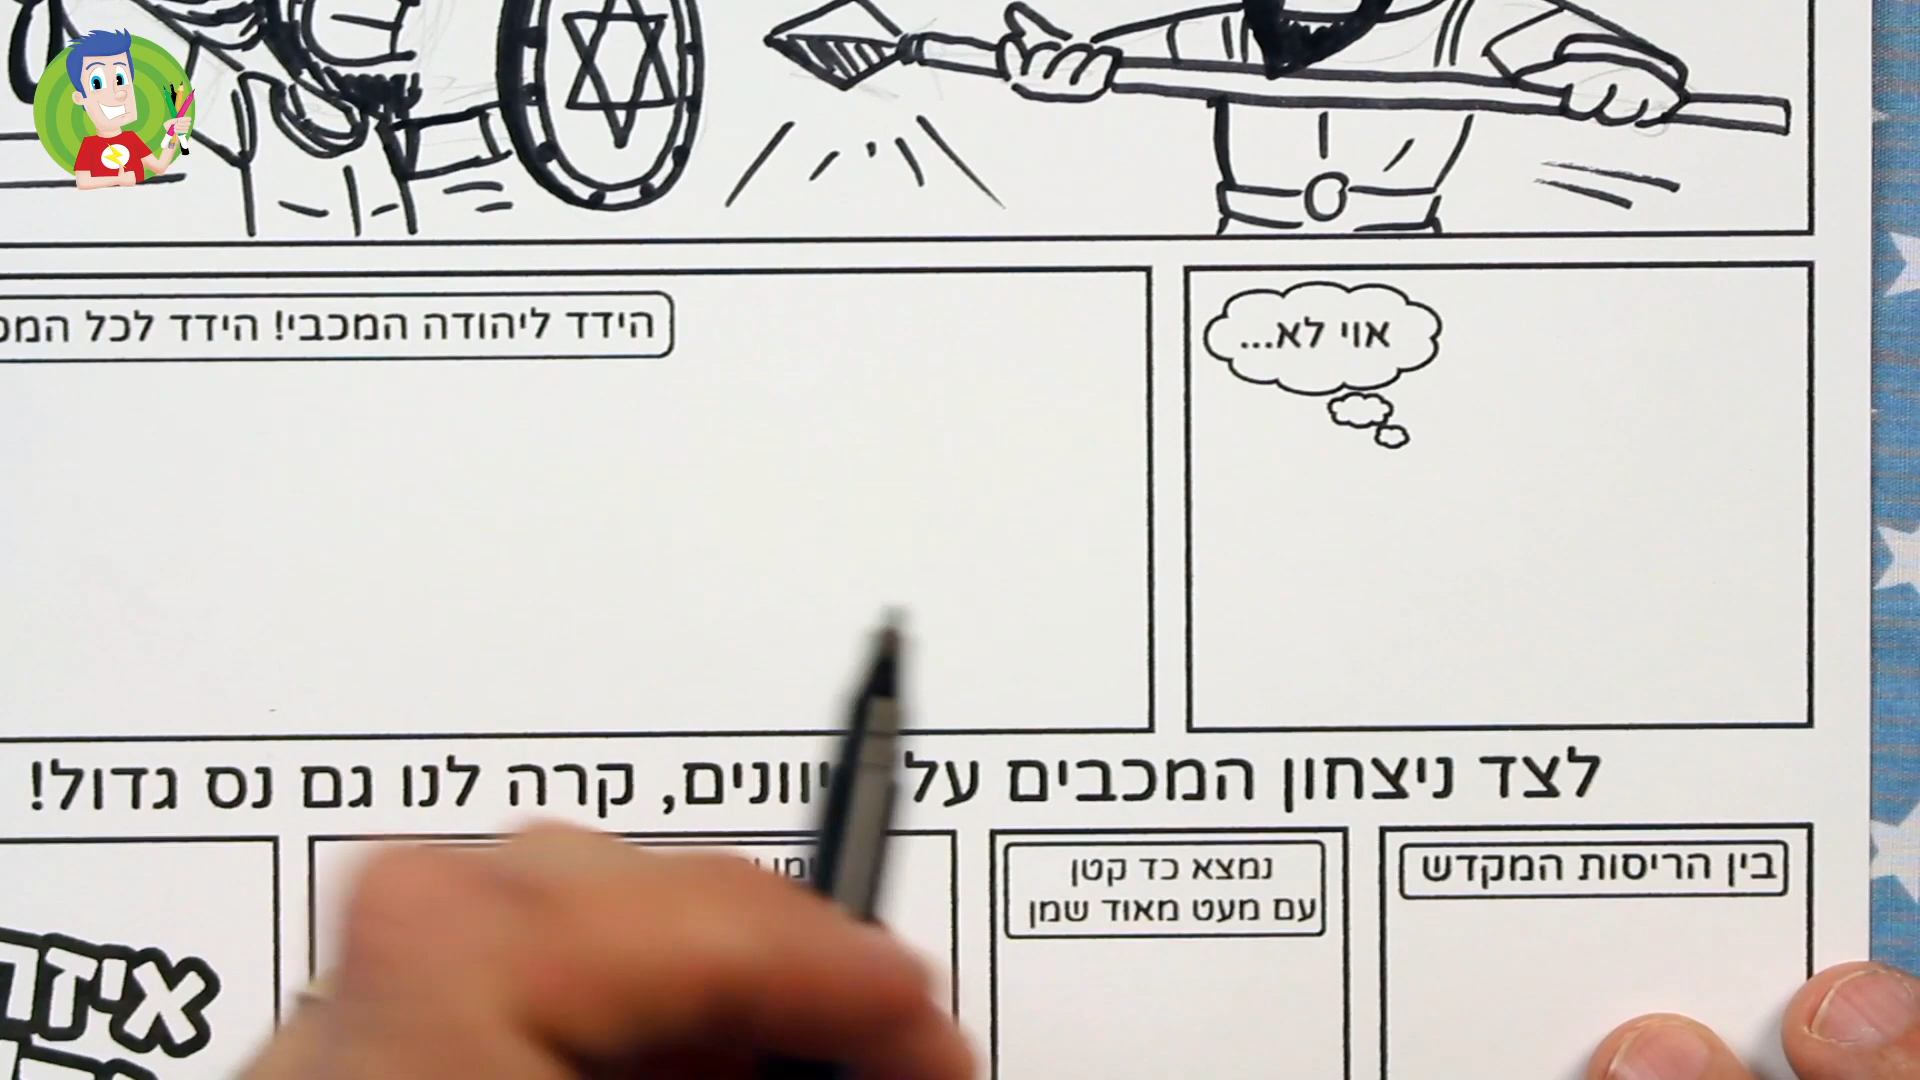 אוי לא...
הידד ליהודה המכבי! הידד לכל
לצד ניצחון המכבים על קרה לנו גם נס גדול!
בין הריסות המקדש
נמצא כד קטן
עם מעט מאוד שמן